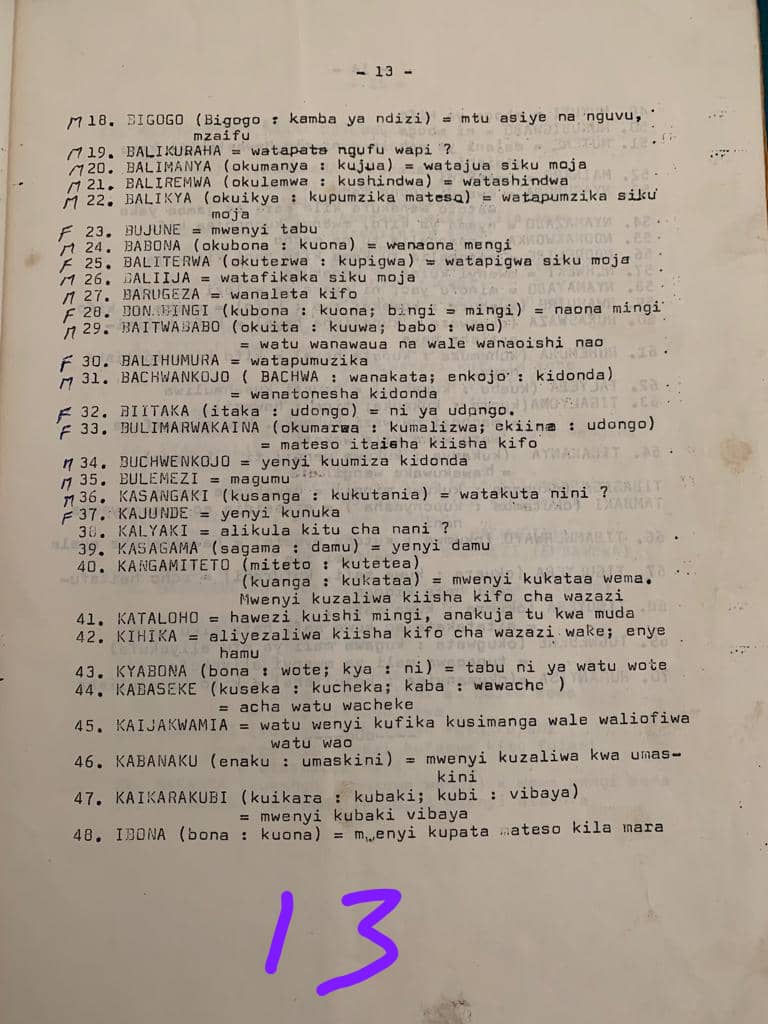 - 13 -
M 18. BIGOGO (Bigogo : kamba ya ndizi) = mtu asiye na nguvu,
mzaifu
M 19. BALIKURAHA = watapata ngufu wapi ?
M 20. BALIMANYA (okumanya : kujua) = watajua siku moja
M 21. BALIREMWA (okulemwa : kushindwa) = watashindwa
M 22. BALIKYA (okuikya : kupumzika mateso) = watapumzika siku
moja
F 23. BUJUNE = mwenyi tabu
M 24. BABONA (okubona : kuona) = wanaona mengi
F 25. BALITERWA (okuterwa : kupigwa) = watapigwa siku moja
M 26. BALIIJA = watafikaka siku moja
M 27. BARUGEZA = wanaleta kifo
F 28. BONABINGI (kubona : kuona; bingi = mingi) = naona mingi
M 29. BAITWABABO (okuita : kuuwa; babo : wao)
= watu wanawaua na wale wanaoishi nao
F 30. BALIHUMURA = watapumuzika
M 31. BACHWANKOJO ( BACHWA : wanakata; enkojo : kidonda)
= wanatonesha kidonda
F 32. BIITAKA (itaka : udongo) = ni ya udongo.
F 33. BULIMARWAKAINA (okumarwa : kumalizwa; ekiina : udongo)
= mateso itaisha kiisha kifo
M 34. BUCHWENKOJO = yenyi kuumiza kidonda
M 35. BULEMEZI = magumu
M 36. KASANGAKI (kusanga : kukutania) = watakuta nini ?
F 37. KAJUNDE = yenyi kunuka
38. KALYAKI = alikula kitu cha nani ?
39. KASAGAMA (sagama : damu) = yenyi damu
40. KANGAMITETO (miteto : kutetea)
(kuanga : kukataa) = mwenyi kukataa wema.
Mwenyi kuzaliwa kiisha kifo cha wazazi
41. KATALOHO = hawezi kuishi mingi, anakuja tu kwa muda
42. KIHIKA = aliyezaliwa kiisha kifo cha wazazi wake; enye
hamu
43. KYABONA (bona : wote; kya : ni) = tabu ni ya watu wote
44. KABASEKE (kuseka : kucheka; kaba : wawache )
= acha watu wacheke
45. KAIJAKWAMIA = watu wenyi kufika kusimanga wale waliofiwa
watu wao
46. KABANAKU (enaku : umaskini) = mwenyi kuzaliwa kwa umas-
kini
47. KAIKARAKUBI (kuikara : kubaki; kubi : vibaya)
= mwenyi kubaki vibaya
48. IBONA (bona : kuona) = mwenyi kupata mateso kila mara
13